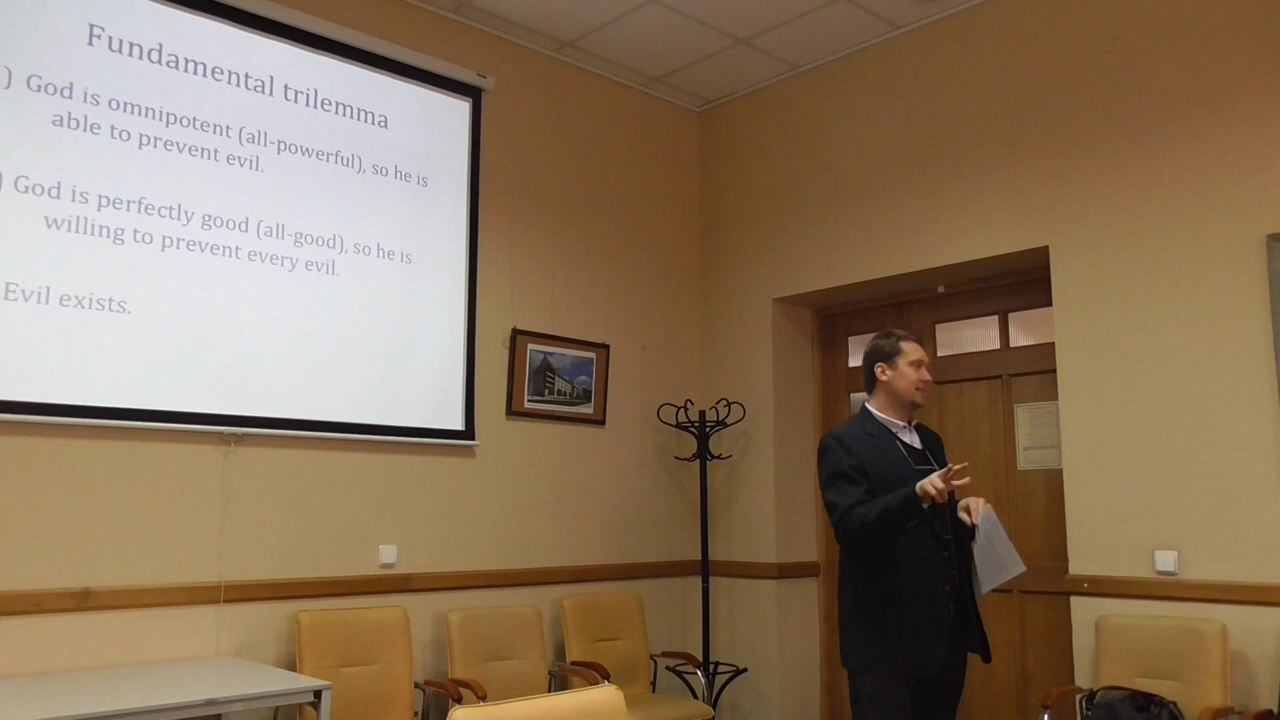 Fundamental trilemma
) God is omnipotent (all-powerful), so he is
able to prevent evil.
) God is perfectly good (all-good), so he is
willing to prevent every evil.
Evil exists.